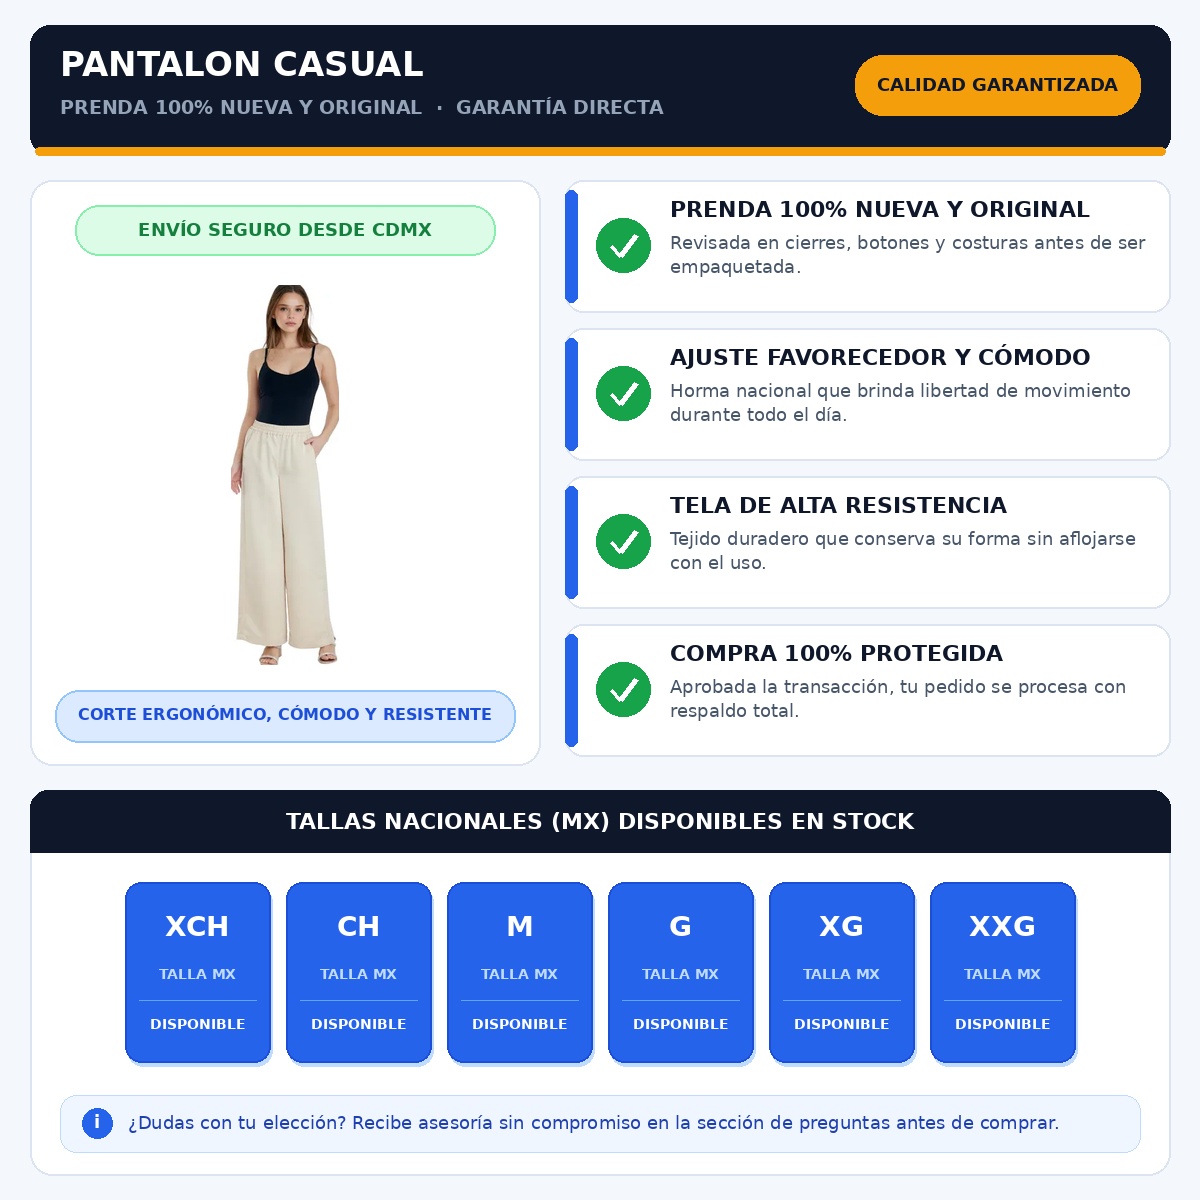 PANTALON CASUAL
PRENDA 100% NUEVA Y ORIGINAL · GARANTÍA DIRECTA
CALIDAD GARANTIZADA
ENVÍO SEGURO DESDE CDMX
CORTE ERGONÓMICO, CÓMODO Y RESISTENTE
PRENDA 100% NUEVA Y ORIGINAL
Revisada en cierres, botones y costuras antes de ser
empaquetada.
AJUSTE FAVORECEDOR Y CÓMODO
Horma nacional que brinda libertad de movimiento
durante todo el día.
TELA DE ALTA RESISTENCIA
Tejido duradero que conserva su forma sin aflojarse
con el uso.
COMPRA 100% PROTEGIDA
Aprobada la transacción, tu pedido se procesa con
respaldo total.
TALLAS NACIONALES (MX) DISPONIBLES EN STOCK
XCH
TALLA MX
DISPONIBLE
CH
TALLA MX
DISPONIBLE
M
TALLA MX
DISPONIBLE
G
TALLA MX
DISPONIBLE
XG
TALLA MX
DISPONIBLE
XXG
TALLA MX
DISPONIBLE
i ¿Dudas con tu elección? Recibe asesoría sin compromiso en la sección de preguntas antes de comprar.